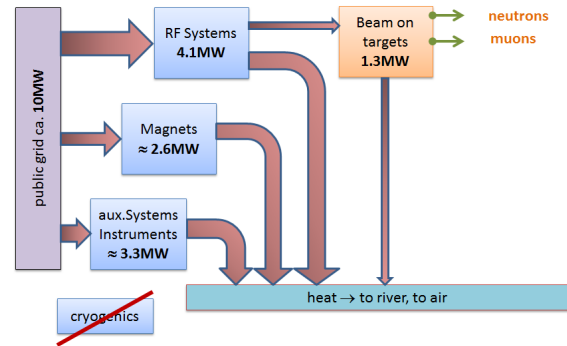 public grid ca. 10MW
RF Systems
4.1MW
Beam on
targets
1.3MW
neutrons
muons
Magnets
≈ 2.6MW
aux.Systems
Instruments
≈ 3.3MW
heat → to river, to air
cryogenics